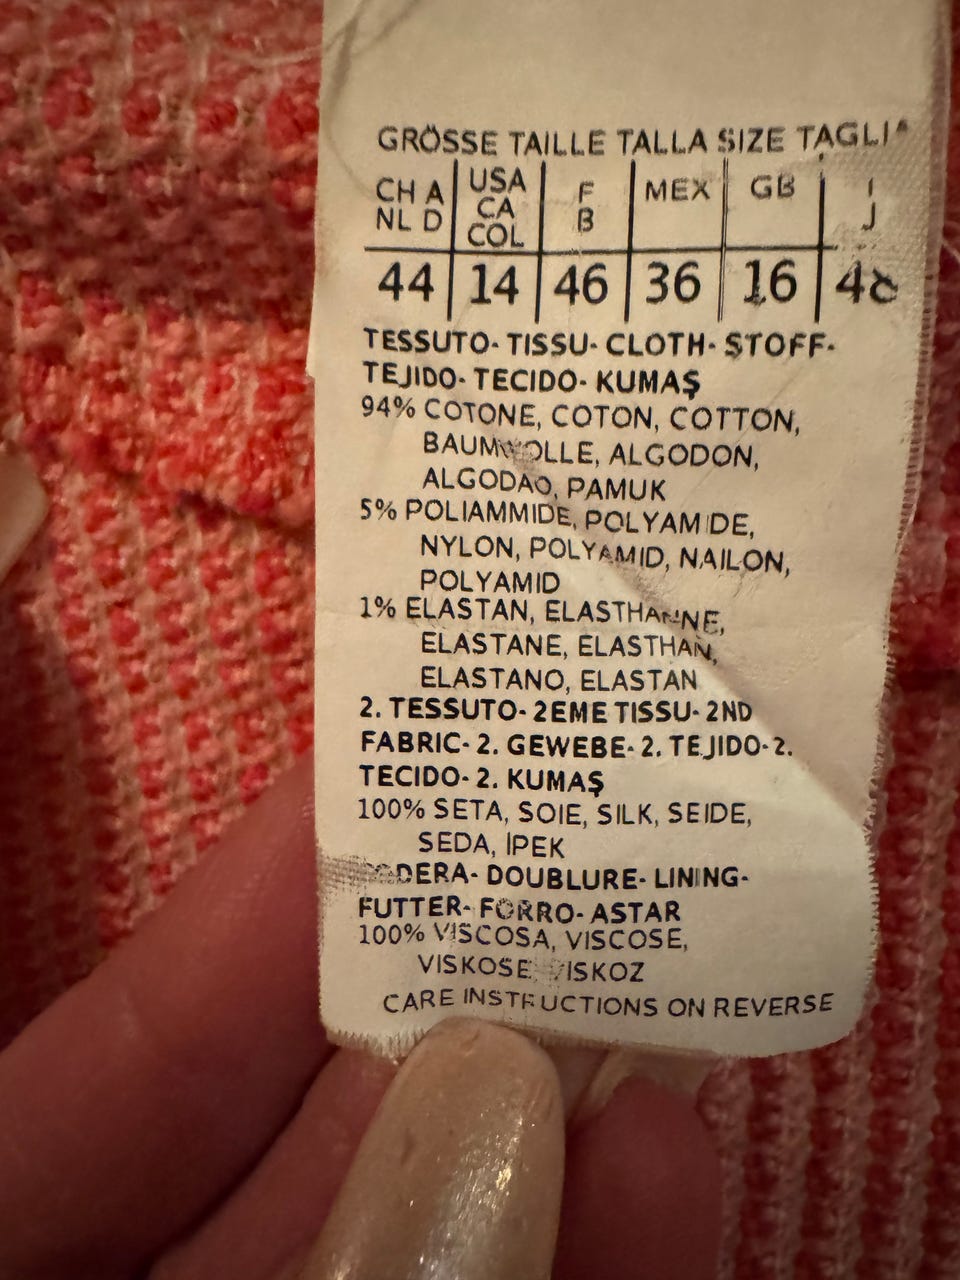 GRÖSSE TAILLE TALLA SIZE
CH A NL D USA CA COL F B MEX GB I J
44 14 46 36 16
TESSUTO- TISSU- CLOTH- STOFF-
TEJIDO- TECIDO- KUMAŞ
94% COTONE, COTON, COTTON,
BAUMWOLLE, ALGODON,
ALGODAO, PAMUK
5% POLIAMMIDE, POLYAMIDE,
NYLON, POLYAMID, NAILON,
POLYAMID
1% ELASTAN, ELASTHANNE,
ELASTANE, ELASTHAN,
ELASTANO, ELASTAN
2. TESSUTO- 2EME TISSU- 2ND
FABRIC- 2. GEWEBE- 2. TEJIDO- 2.
TECIDO- 2. KUMAŞ
100% SETA, SOIE, SILK, SEIDE,
SEDA, İPEK
DOUBLURE- LINING-
FUTTER- FORRO- ASTAR
100% VISCOSA, VISCOSE,
VISKOSE, VISKOZ
CARE INSTRUCTIONS ON REVERSE